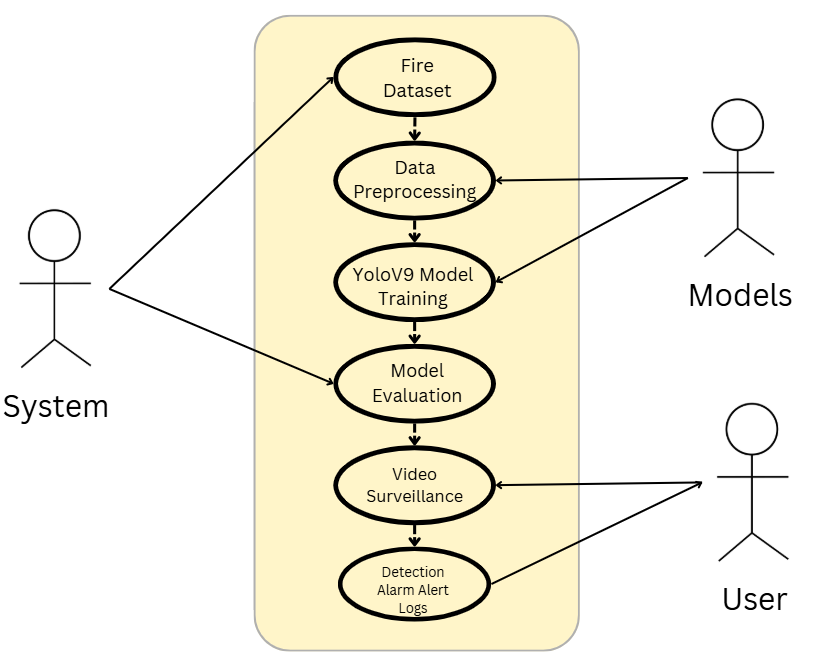 Fire
Dataset
Data
Preprocessing
YoloV9 Model
Training
Model
Evaluation
Video
Surveillance
Detection
Alarm Alert
Logs
System
Models
User